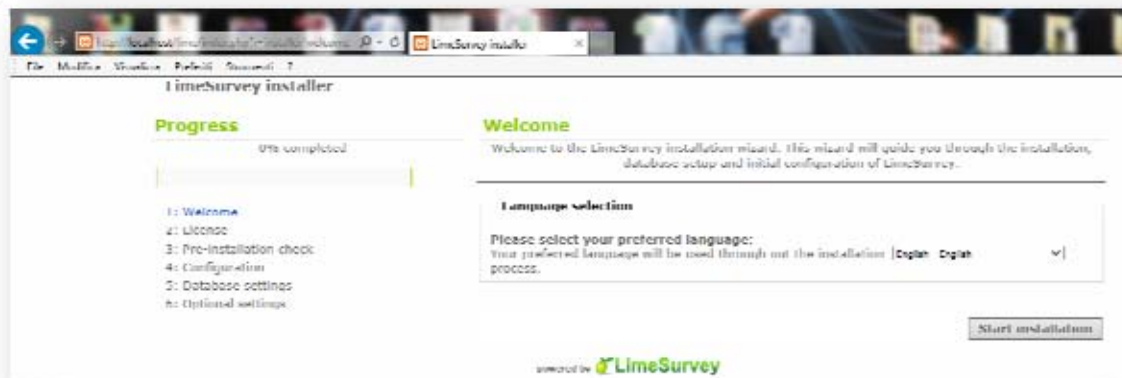 LimeSurvey installer
File Modifica Visualizza Preferiti Strumenti ?
LimeSurvey installer
Progress
0% completed
1: Welcome
2: License
3: Pre-installation check
4: Configuration
5: Database settings
6: Optional settings
Welcome
Welcome to the LimeSurvey installation wizard. This wizard will guide you through the installation,
database setup and initial configuration of LimeSurvey.
Language selection
Please select your preferred language:
Your preferred language will be used through out the installation
process.
English English
Start installation
powered by LimeSurvey